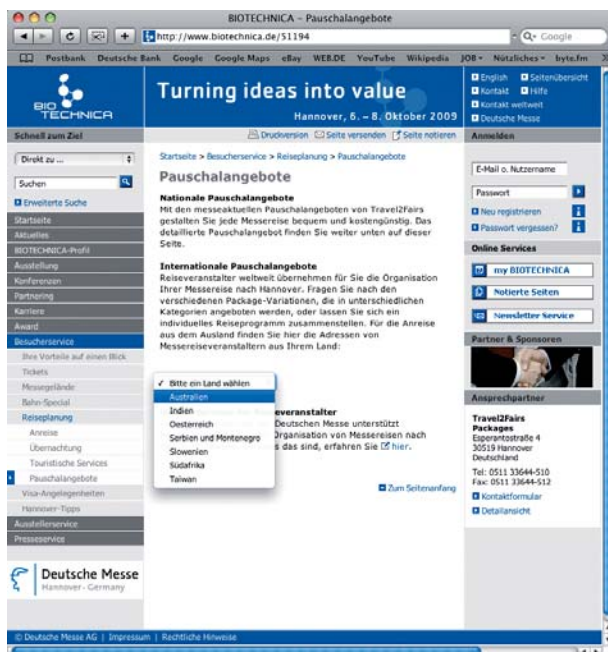 BIOTECHNICA – Pauschalangebote
http://www.biotechnica.de/51194
Google
Postbank Deutsche Bank Google Google Maps eBay WEB.DE YouTube Wikipedia JOB Nützliches byte.fm
BIO
TECHNICA
Turning ideas into value
Hannover, 6. – 8. Oktober 2009
English
Seitenübersicht
Kontakt
Hilfe
Kontakt weltweit
Deutsche Messe
Schnell zum Ziel
Direkt zu ...
Suchen
Erweiterte Suche
Startseite
Aktuelles
BIOTECHNICA-Profil
Ausstellung
Konferenzen
Partnering
Karriere
Award
Besucherservice
Ihre Vorteile auf einen Blick
Tickets
Messegelände
Bahn-Special
Reiseplanung
Anreise
Übernachtung
Touristische Services
Pauschalangebote
Visa-Angelegenheiten
Hannover-Tipps
Ausstellerservice
Presseservice
Deutsche Messe
Hannover · Germany
Druckversion Seite versenden Seite notieren
Startseite > Besucherservice > Reiseplanung > Pauschalangebote
Pauschalangebote
Nationale Pauschalangebote
Mit den messeaktuellen Pauschalangeboten von Travel2Fairs
gestalten Sie jede Messereise bequem und kostengünstig. Das
detaillierte Pauschalangebot finden Sie weiter unten auf dieser
Seite.
Internationale Pauschalangebote
Reiseveranstalter weltweit übernehmen für Sie die Organisation
Ihrer Messereise nach Hannover. Fragen Sie nach den
verschiedenen Package-Variationen, die in unterschiedlichen
Kategorien angeboten werden, oder lassen Sie sich ein
individuelles Reiseprogramm zusammenstellen. Für die Anreise
aus dem Ausland finden Sie hier die Adressen von
Messereiseveranstaltern aus Ihrem Land:
✓ Bitte ein Land wählen
Australien
Indien
Oesterreich
Serbien und Montenegro
Slowenien
Südafrika
Taiwan
everanstalter
Deutschen Messe unterstützt
Organisation von Messereisen nach
s das sind, erfahren Sie hier.
Zum Seitenanfang
Anmelden
E-Mail o. Nutzername
Passwort
Neu registrieren
Passwort vergessen?
Online Services
my BIOTECHNICA
Notierte Seiten
Newsletter Service
Partner & Sponsoren
Ansprechpartner
Travel2Fairs
Packages
Esperantostraße 4
30519 Hannover
Deutschland
Tel: 0511 33644-510
Fax: 0511 33644-512
Kontaktformular
Detailansicht
© Deutsche Messe AG | Impressum | Rechtliche Hinweise